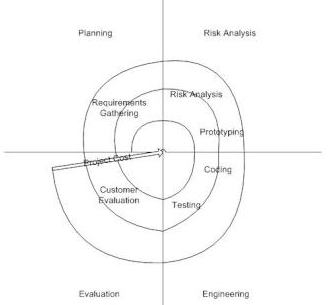 Planning
Risk Analysis
Requirements
Gathering
Risk Analysis
Prototyping
Project Cost
Coding
Customer
Evaluation
Testing
Evaluation
Engineering